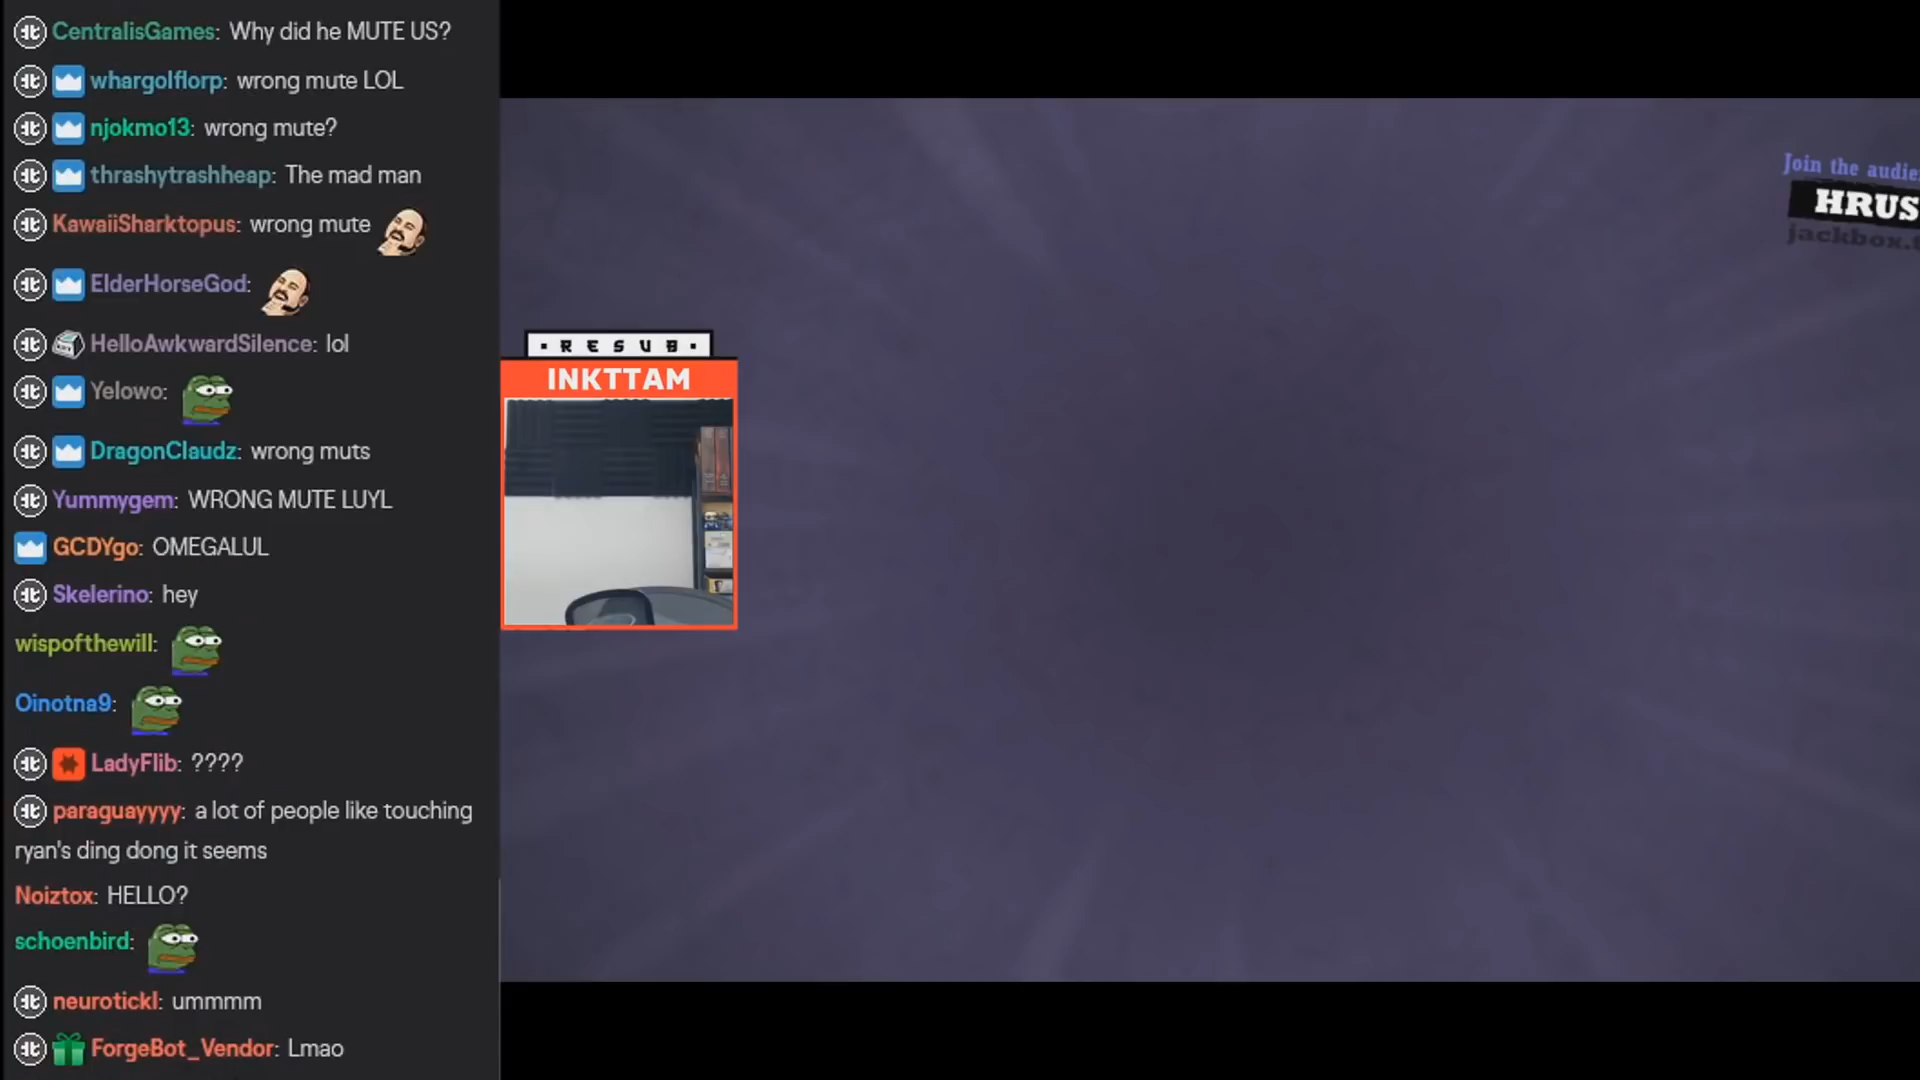 CentralisGames: Why did he MUTE US?
whargolflorp: wrong mute LOL
njokmo13: wrong mute?
thrashytrashheap: The mad man
KawaiiSharktopus: wrong mute
ElderHorseGod:
HelloAwkwardSilence: lol
Yelowo:
DragonClaudz: wrong muts
Yummygem: WRONG MUTE LUYL
GCDYgo: OMEGALUL
Skelerino: hey
wispofthewill:
Oinotna9:
LadyFlib: ????
paraguayyyy: a lot of people like touching
ryan's ding dong it seems
Noiztox: HELLO?
schoenbird:
neurotickl: ummmm
ForgeBot_Vendor: Lmao
• RESUB •
INKTTAM
Join the audie
HRUS
jackbox.t